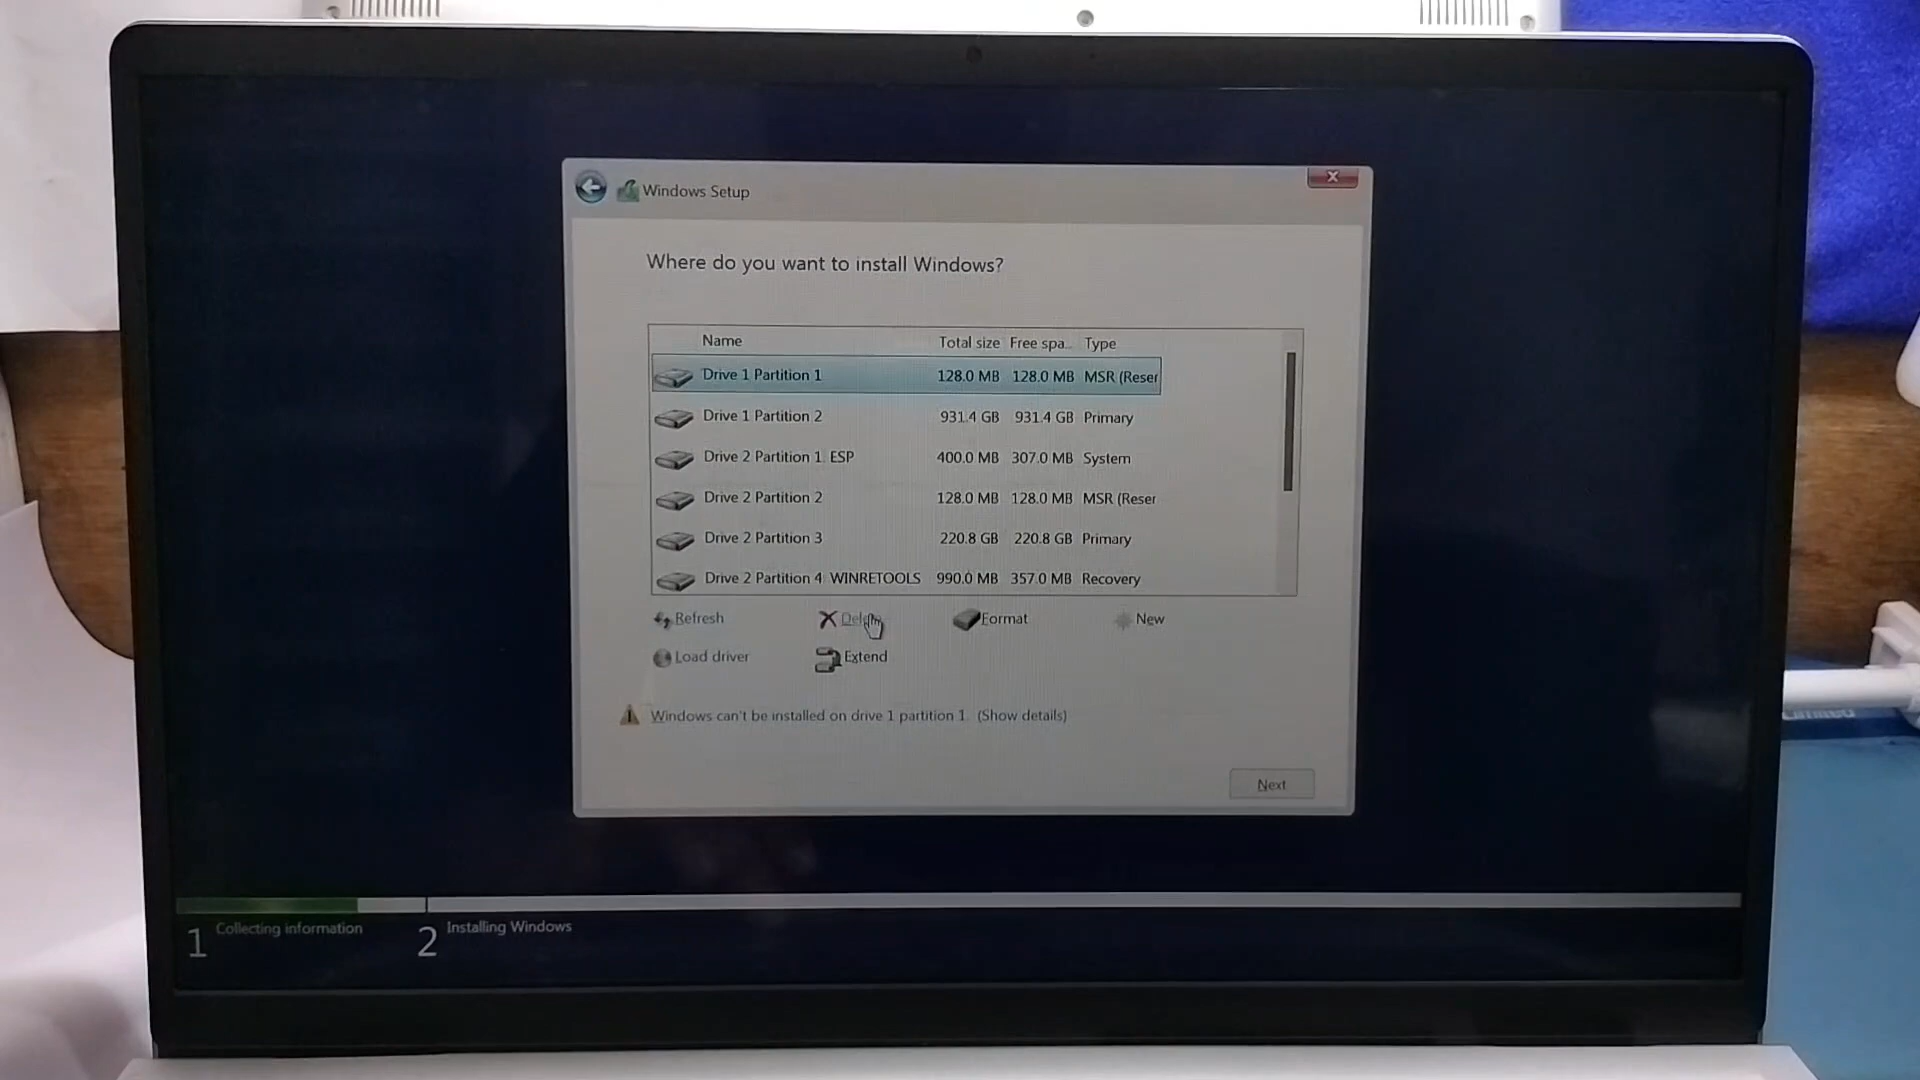 Windows Setup
Where do you want to install Windows?
Name Total size Free spa... Type
Drive 1 Partition 1 128.0 MB 128.0 MB MSR (Reser
Drive 1 Partition 2 931.4 GB 931.4 GB Primary
Drive 2 Partition 1 ESP 400.0 MB 307.0 MB System
Drive 2 Partition 2 128.0 MB 128.0 MB MSR (Reser
Drive 2 Partition 3 220.8 GB 220.8 GB Primary
Drive 2 Partition 4 WINRETOOLS 990.0 MB 357.0 MB Recovery
Refresh Delete Format New
Load driver Extend
Windows can't be installed on drive 1 partition 1. (Show details)
Next
1 Collecting information 2 Installing Windows